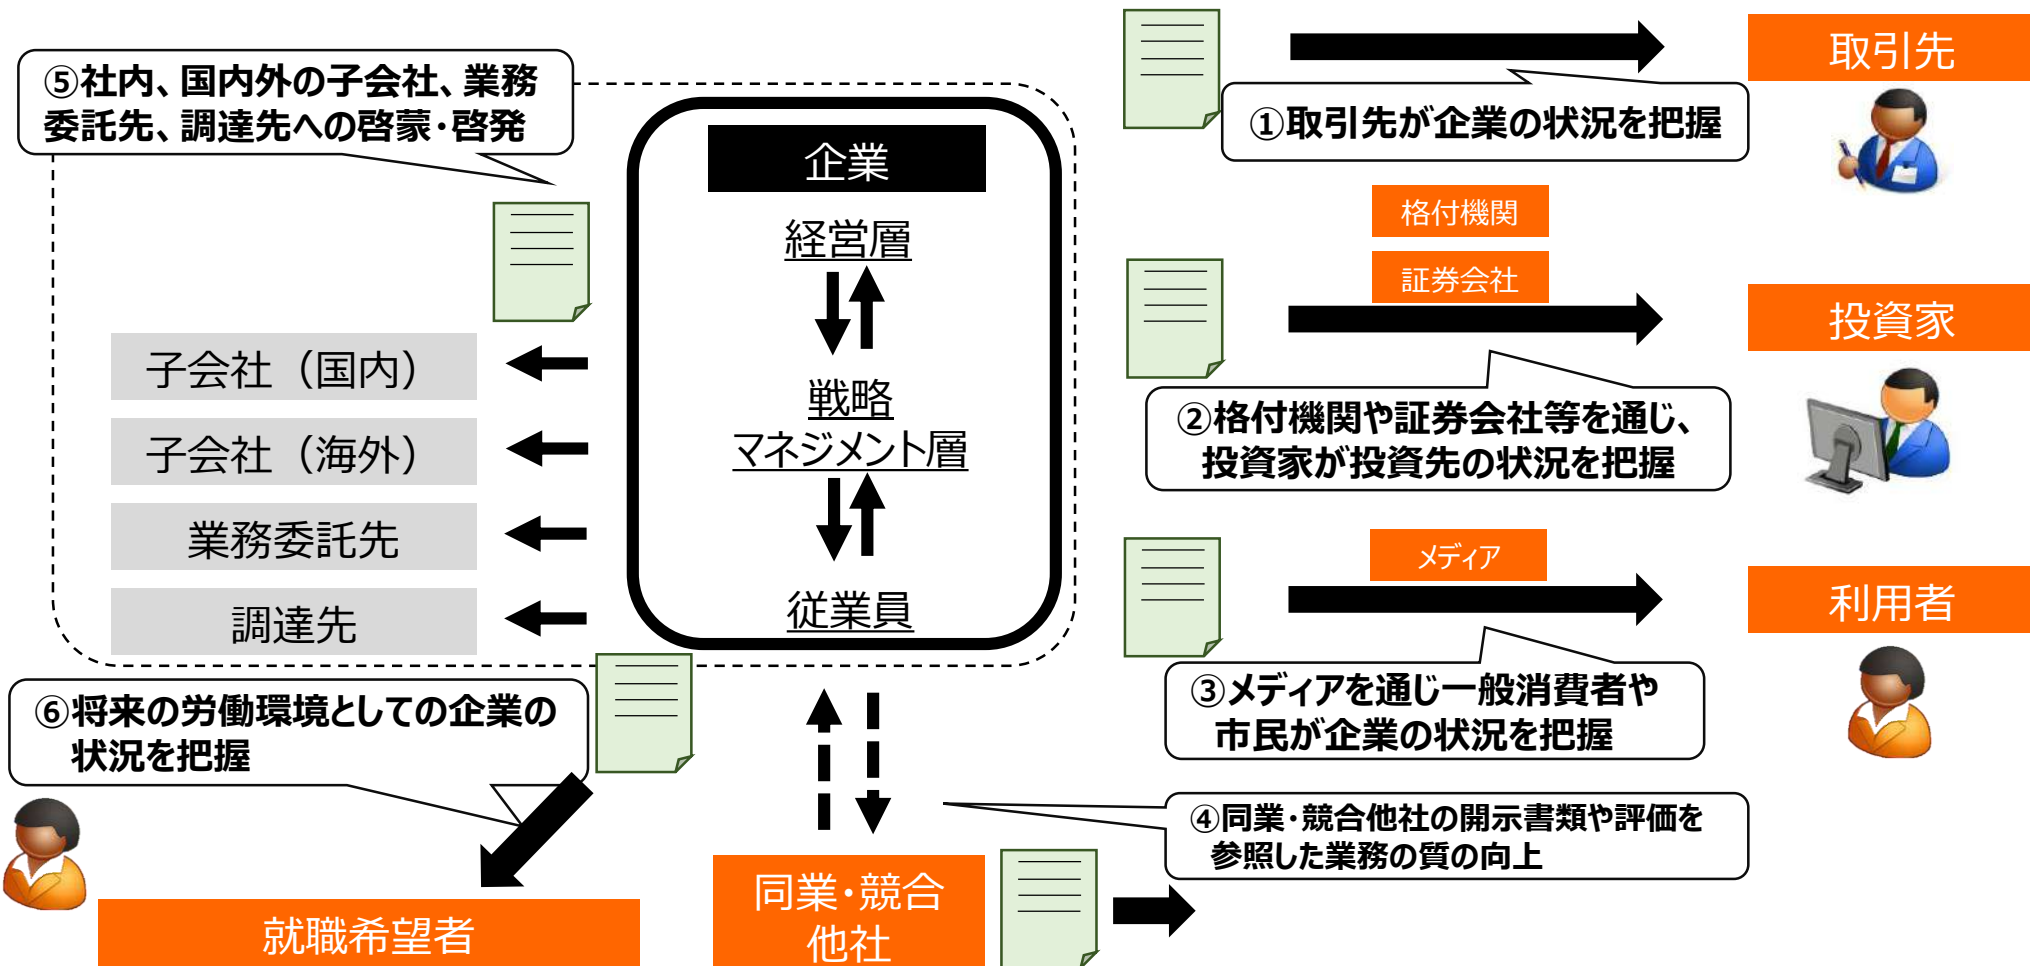 ⑤社内、国内外の子会社、業務
委託先、調達先への啓蒙・啓発
企業
経営層
戦略
マネジメント層
従業員
子会社（国内）
子会社（海外）
業務委託先
調達先
取引先
①取引先が企業の状況を把握
格付機関
証券会社
投資家
②格付機関や証券会社等を通じ、
投資家が投資先の状況を把握
メディア
利用者
③メディアを通じ一般消費者や
市民が企業の状況を把握
④同業・競合他社の開示書類や評価を
参照した業務の質の向上
同業・競合
他社
⑥将来の労働環境としての企業の
状況を把握
就職希望者